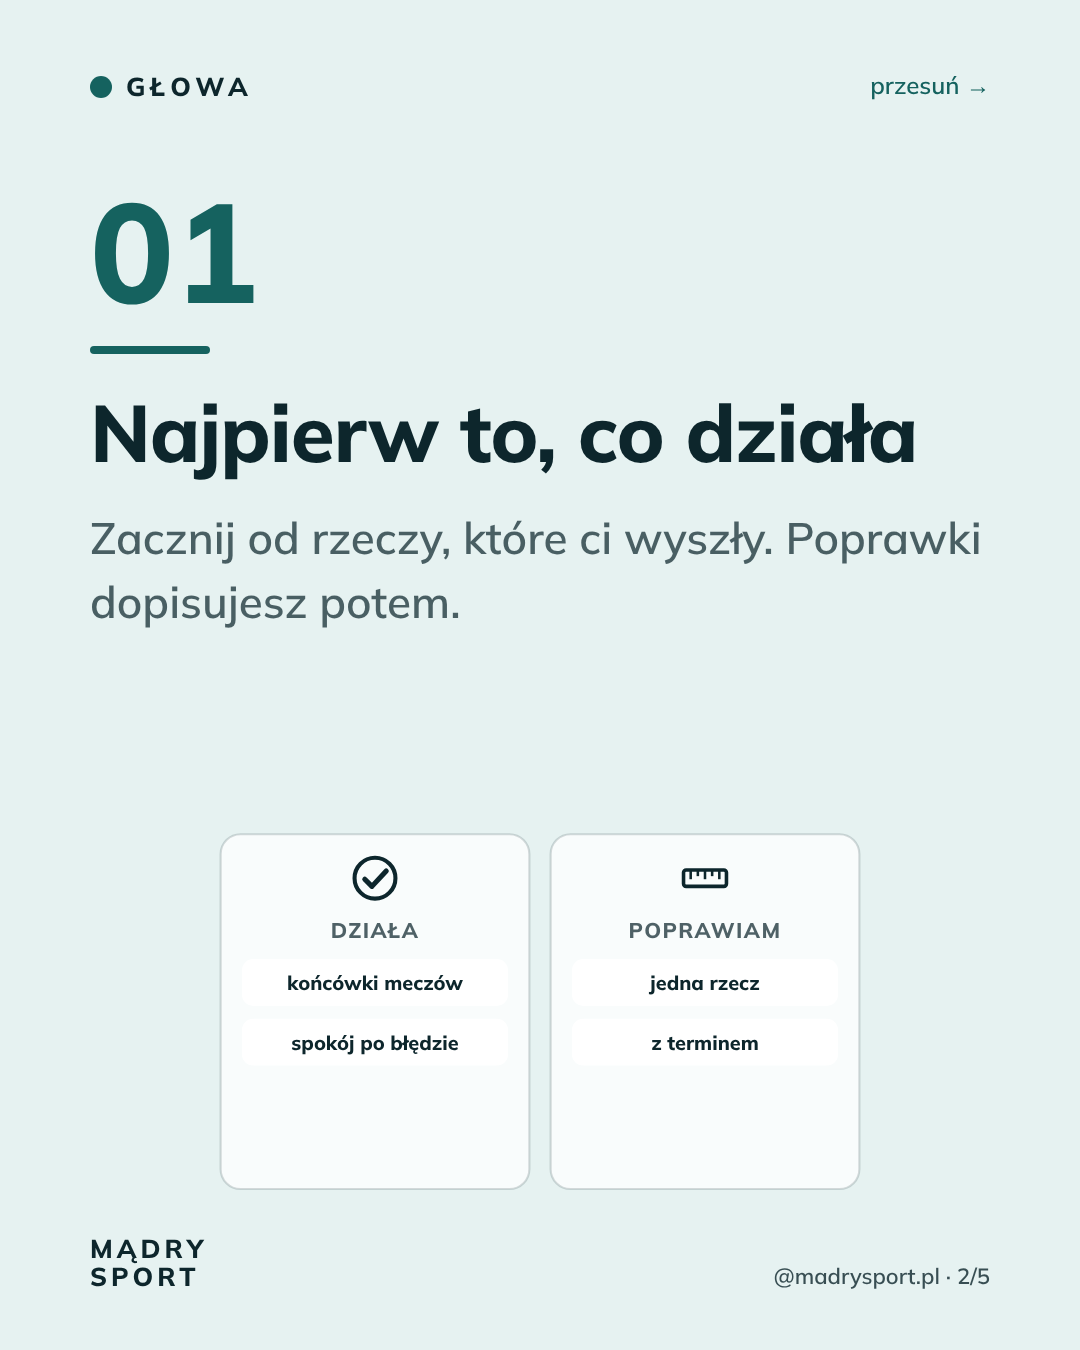 GŁOWA
przesuń →
01
Najpierw to, co działa
Zacznij od rzeczy, które ci wyszły. Poprawki
dopisujesz potem.
DZIAŁA
końcówki meczów
spokój po błędzie
POPRAWIAM
jedna rzecz
z terminem
MĄDRY
SPORT
@madrysport.pl · 2/5